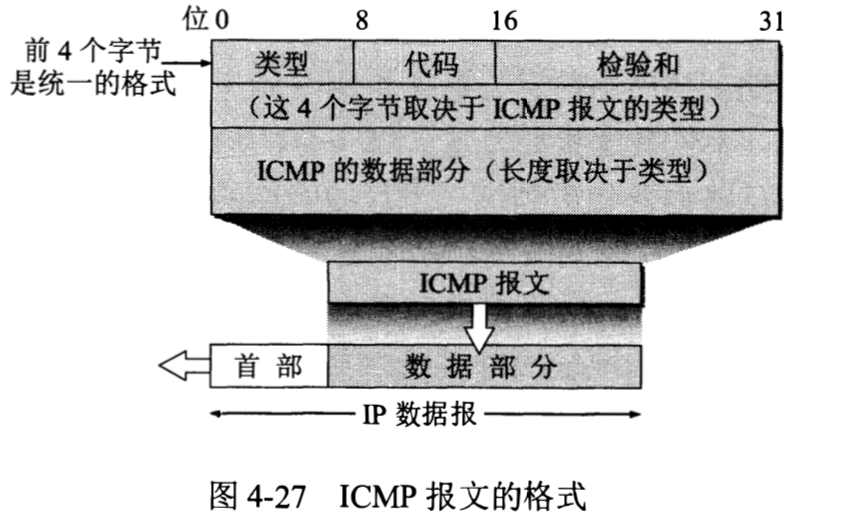 位 0 8 16 31
前 4 个字节
是统一的格式
类型 代码 检验和
（这 4 个字节取决于 ICMP 报文的类型）
ICMP 的数据部分（长度取决于类型）
ICMP 报文
首 部 数 据 部 分
IP 数据报
图 4-27 ICMP 报文的格式